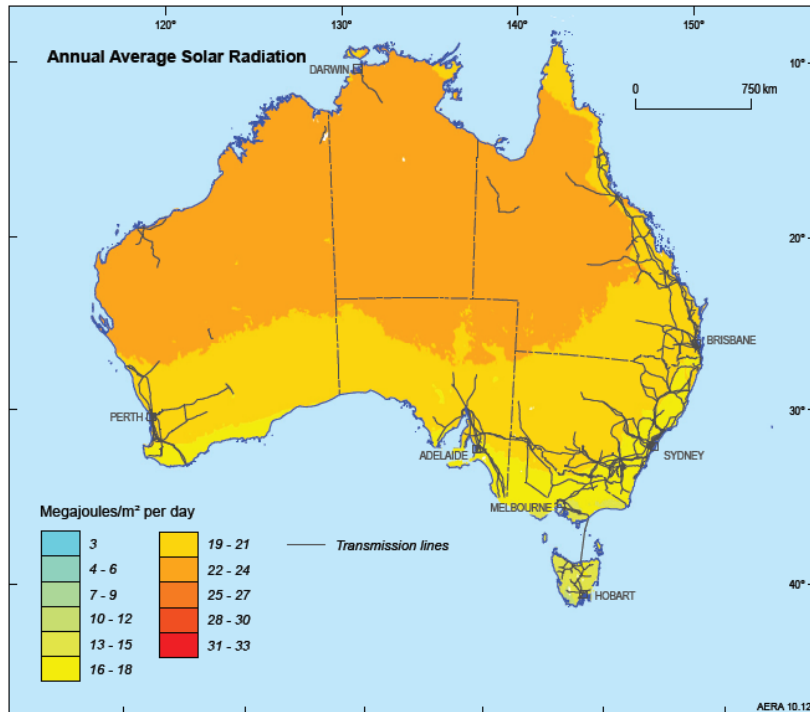 120°
130°
140°
150°
Annual Average Solar Radiation
DARWIN
10°
0
750 km
20°
BRISBANE
PERTH
30°
ADELAIDE
SYDNEY
MELBOURNE
Megajoules/m² per day
3
19 - 21
Transmission lines
4 - 6
22 - 24
7 - 9
25 - 27
10 - 12
28 - 30
13 - 15
31 - 33
16 - 18
40°
HOBART
AERA 10.12